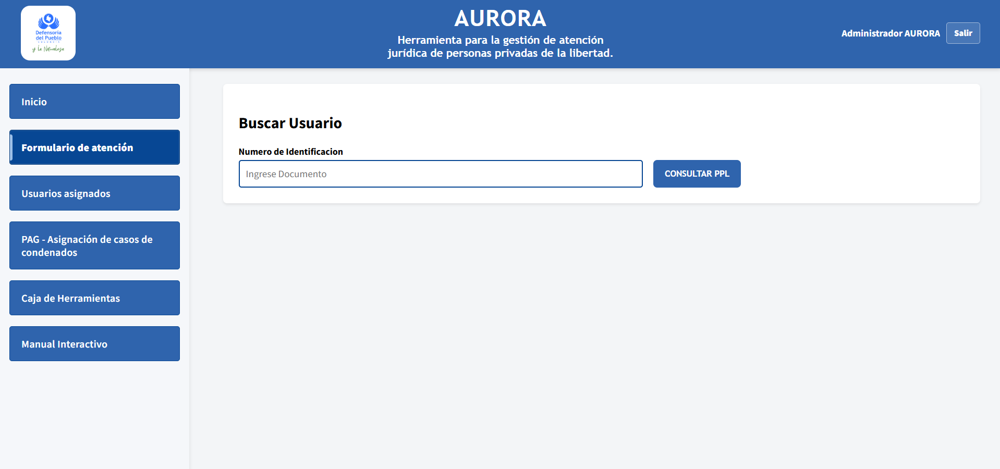 Defensoría
del Pueblo
COLOMBIA
y la Naturaleza
AURORA
Herramienta para la gestión de atención
jurídica de personas privadas de la libertad.
Administrador AURORA
Salir
Inicio
Formulario de atención
Usuarios asignados
PAG - Asignación de casos de
condenados
Caja de Herramientas
Manual Interactivo
Buscar Usuario
Numero de Identificacion
Ingrese Documento
CONSULTAR PPL